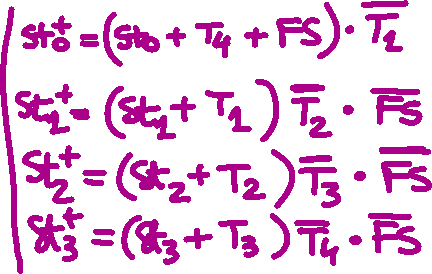 St₀⁺ = (St₀ + T₄ + FS) · T̅₁
St₁⁺ = (St₁ + T₁) T̅₂ · F̅S̅
St₂⁺ = (St₂ + T₂) T̅₃ · F̅S̅
St₃⁺ = (St₃ + T₃) T̅₄ · F̅S̅